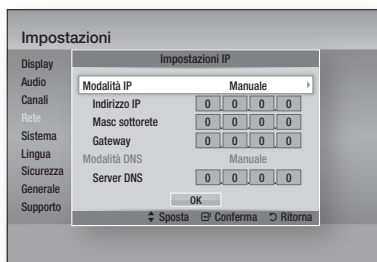 Impostazioni
Display
Audio
Canali
Rete
Sistema
Lingua
Sicurezza
Generale
Supporto
Impostazioni IP
Modalità IP Manuale
Indirizzo IP 0 . 0 . 0 . 0
Masc sottorete 0 . 0 . 0 . 0
Gateway 0 . 0 . 0 . 0
Modalità DNS Manuale
Server DNS 0 . 0 . 0 . 0
OK
Sposta Conferma Ritorna